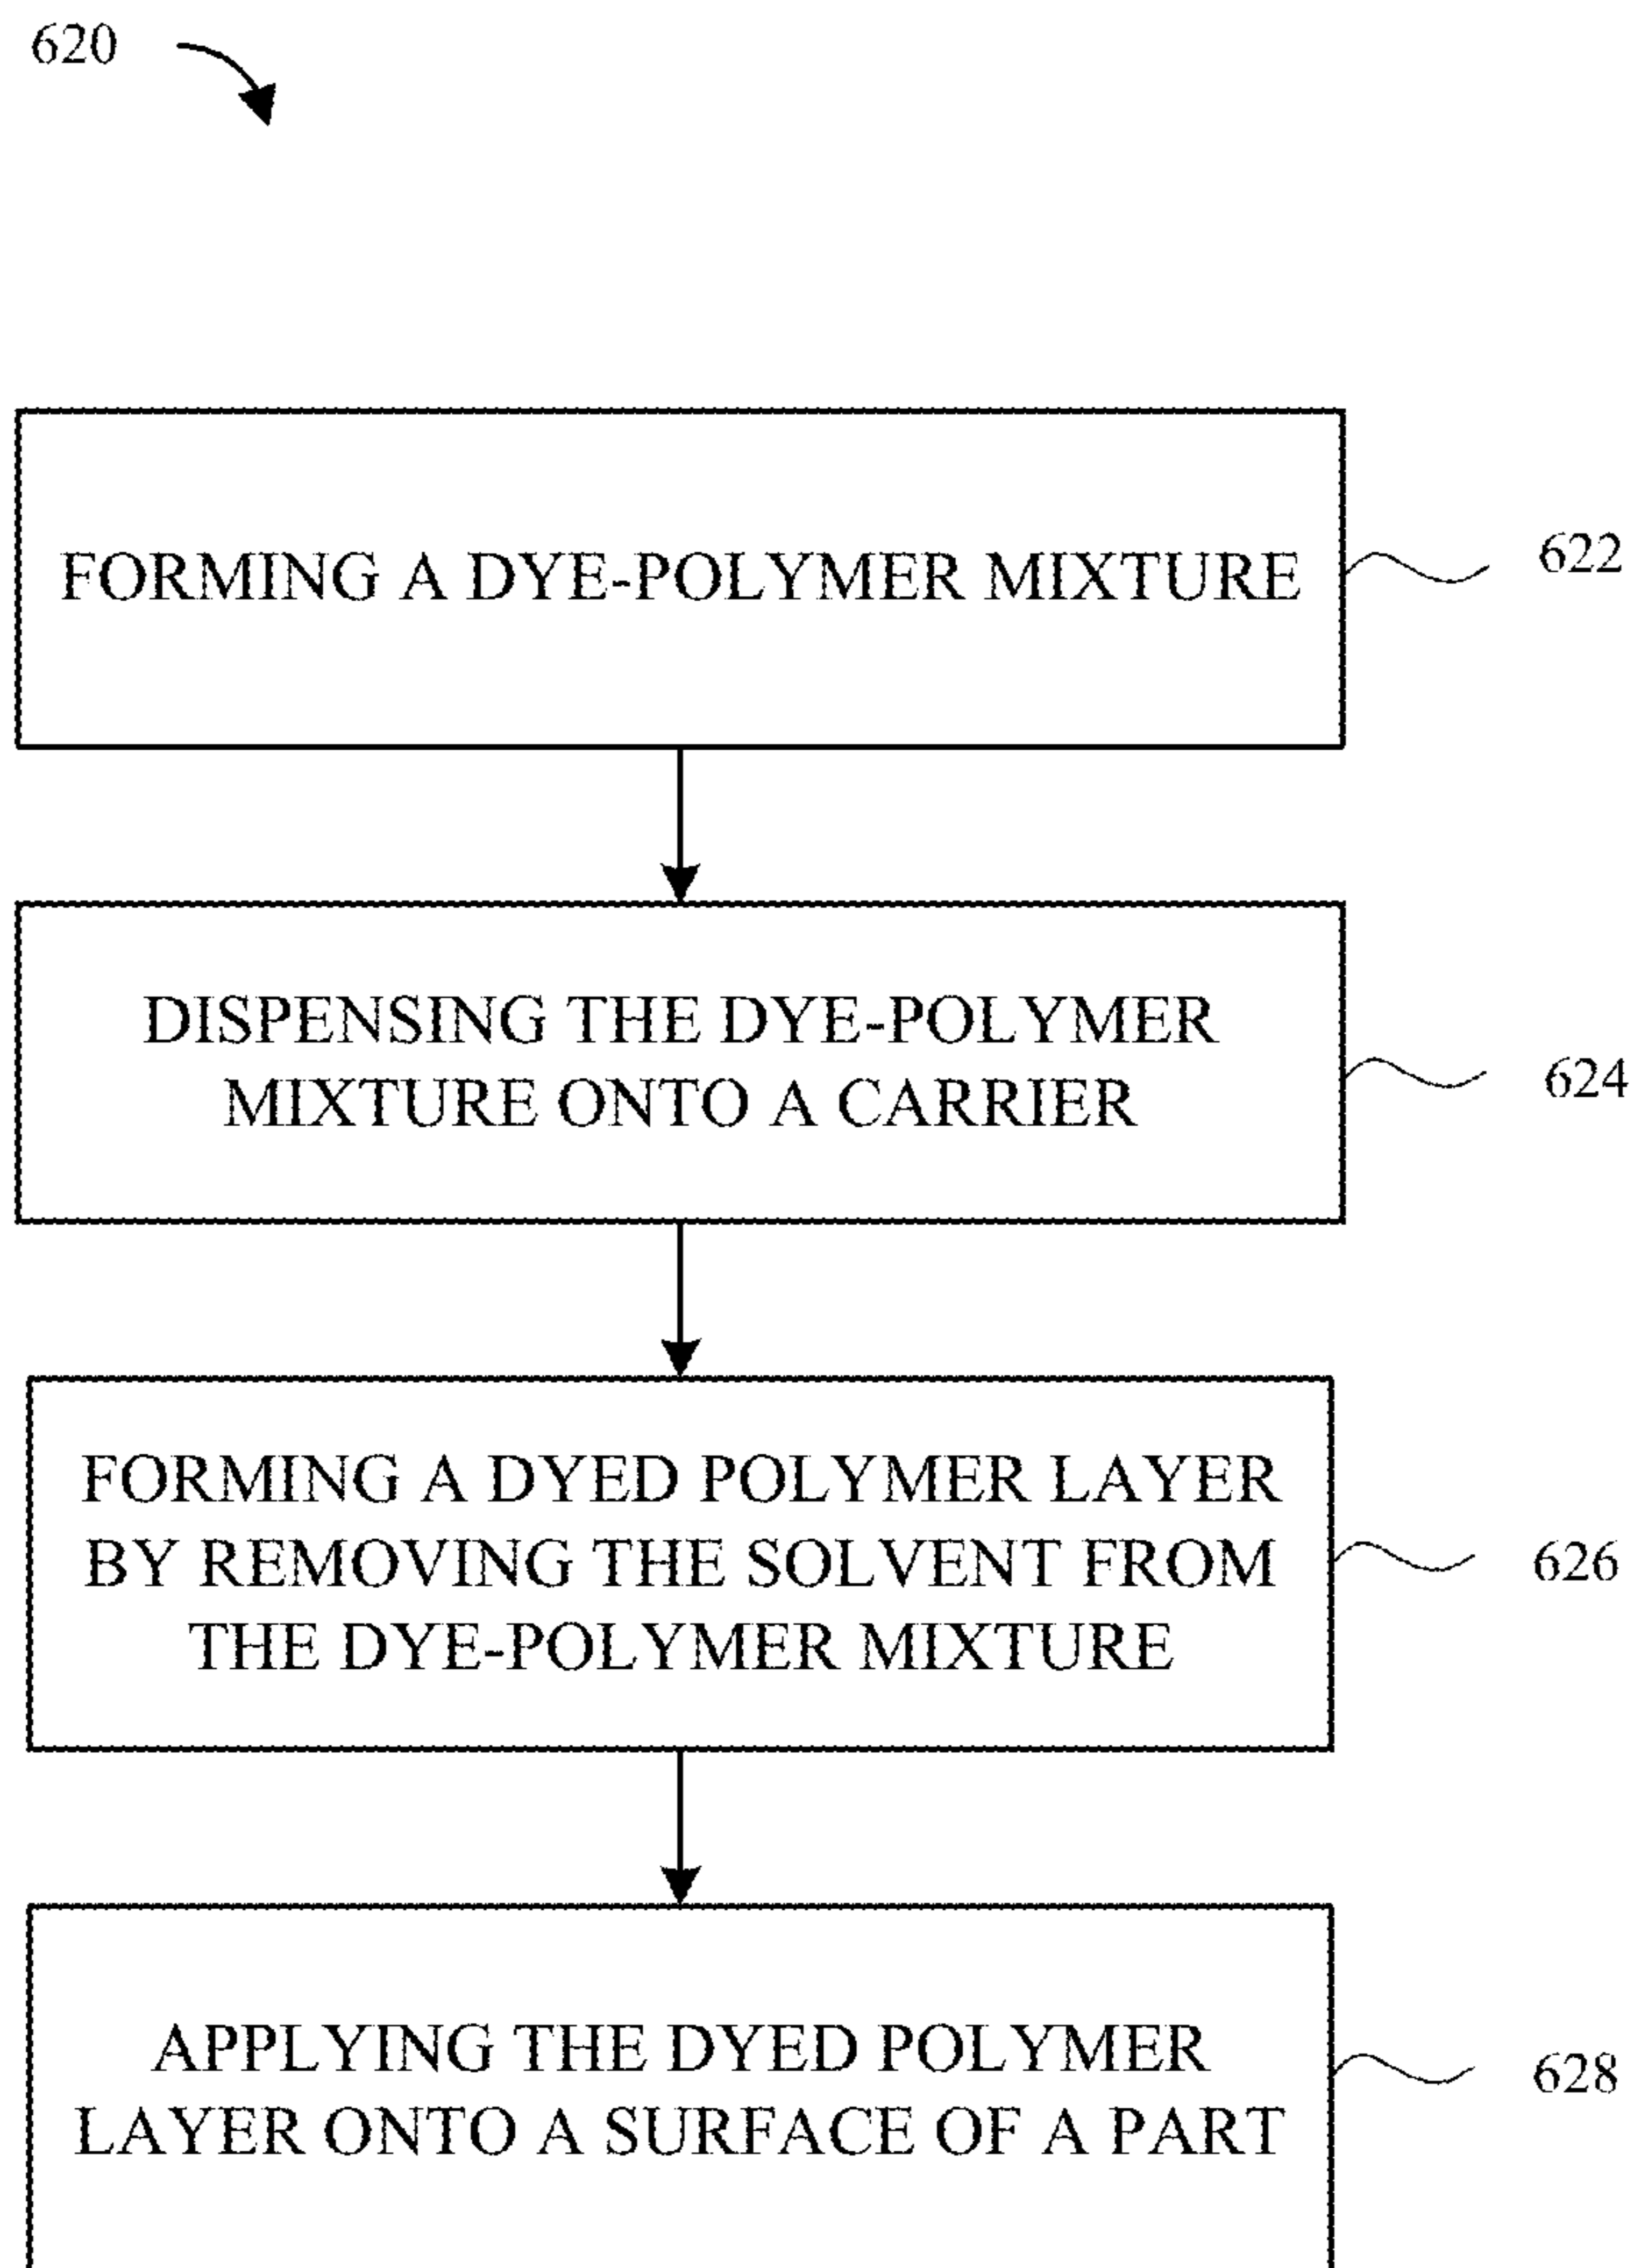 620
FORMING A DYE-POLYMER MIXTURE
622
DISPENSING THE DYE-POLYMER
MIXTURE ONTO A CARRIER
624
FORMING A DYED POLYMER LAYER
BY REMOVING THE SOLVENT FROM
THE DYE-POLYMER MIXTURE
626
APPLYING THE DYED POLYMER
LAYER ONTO A SURFACE OF A PART
628